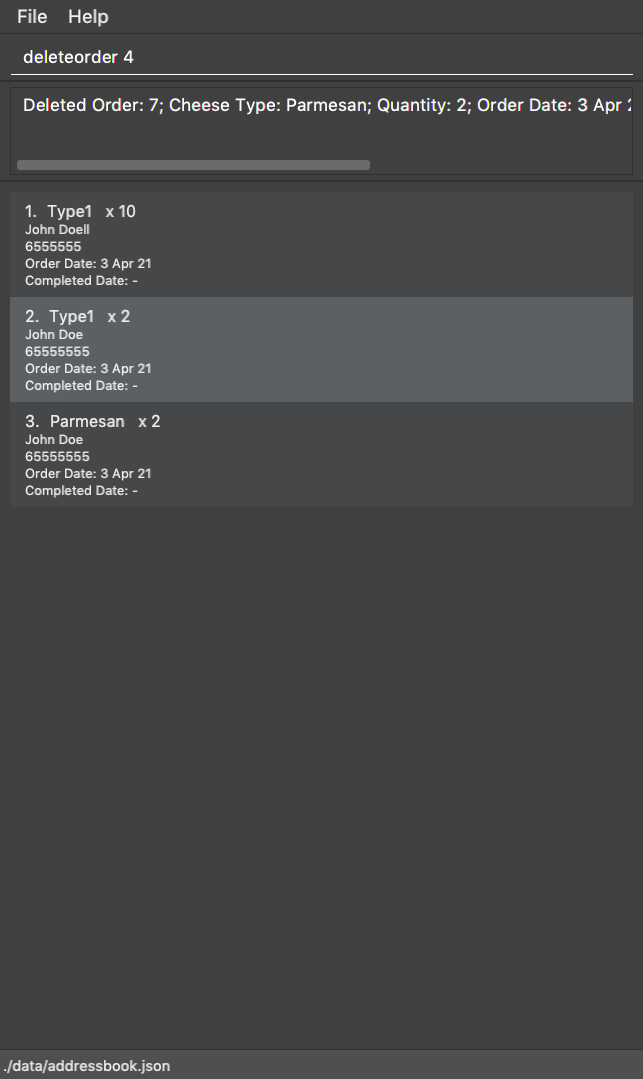 File Help
deleteorder 4
Deleted Order: 7; Cheese Type: Parmesan; Quantity: 2; Order Date: 3 Apr
1. Type1 x 10
John Doell
6555555
Order Date: 3 Apr 21
Completed Date: -
2. Type1 x 2
John Doe
65555555
Order Date: 3 Apr 21
Completed Date: -
3. Parmesan x 2
John Doe
65555555
Order Date: 3 Apr 21
Completed Date: -
./data/addressbook.json